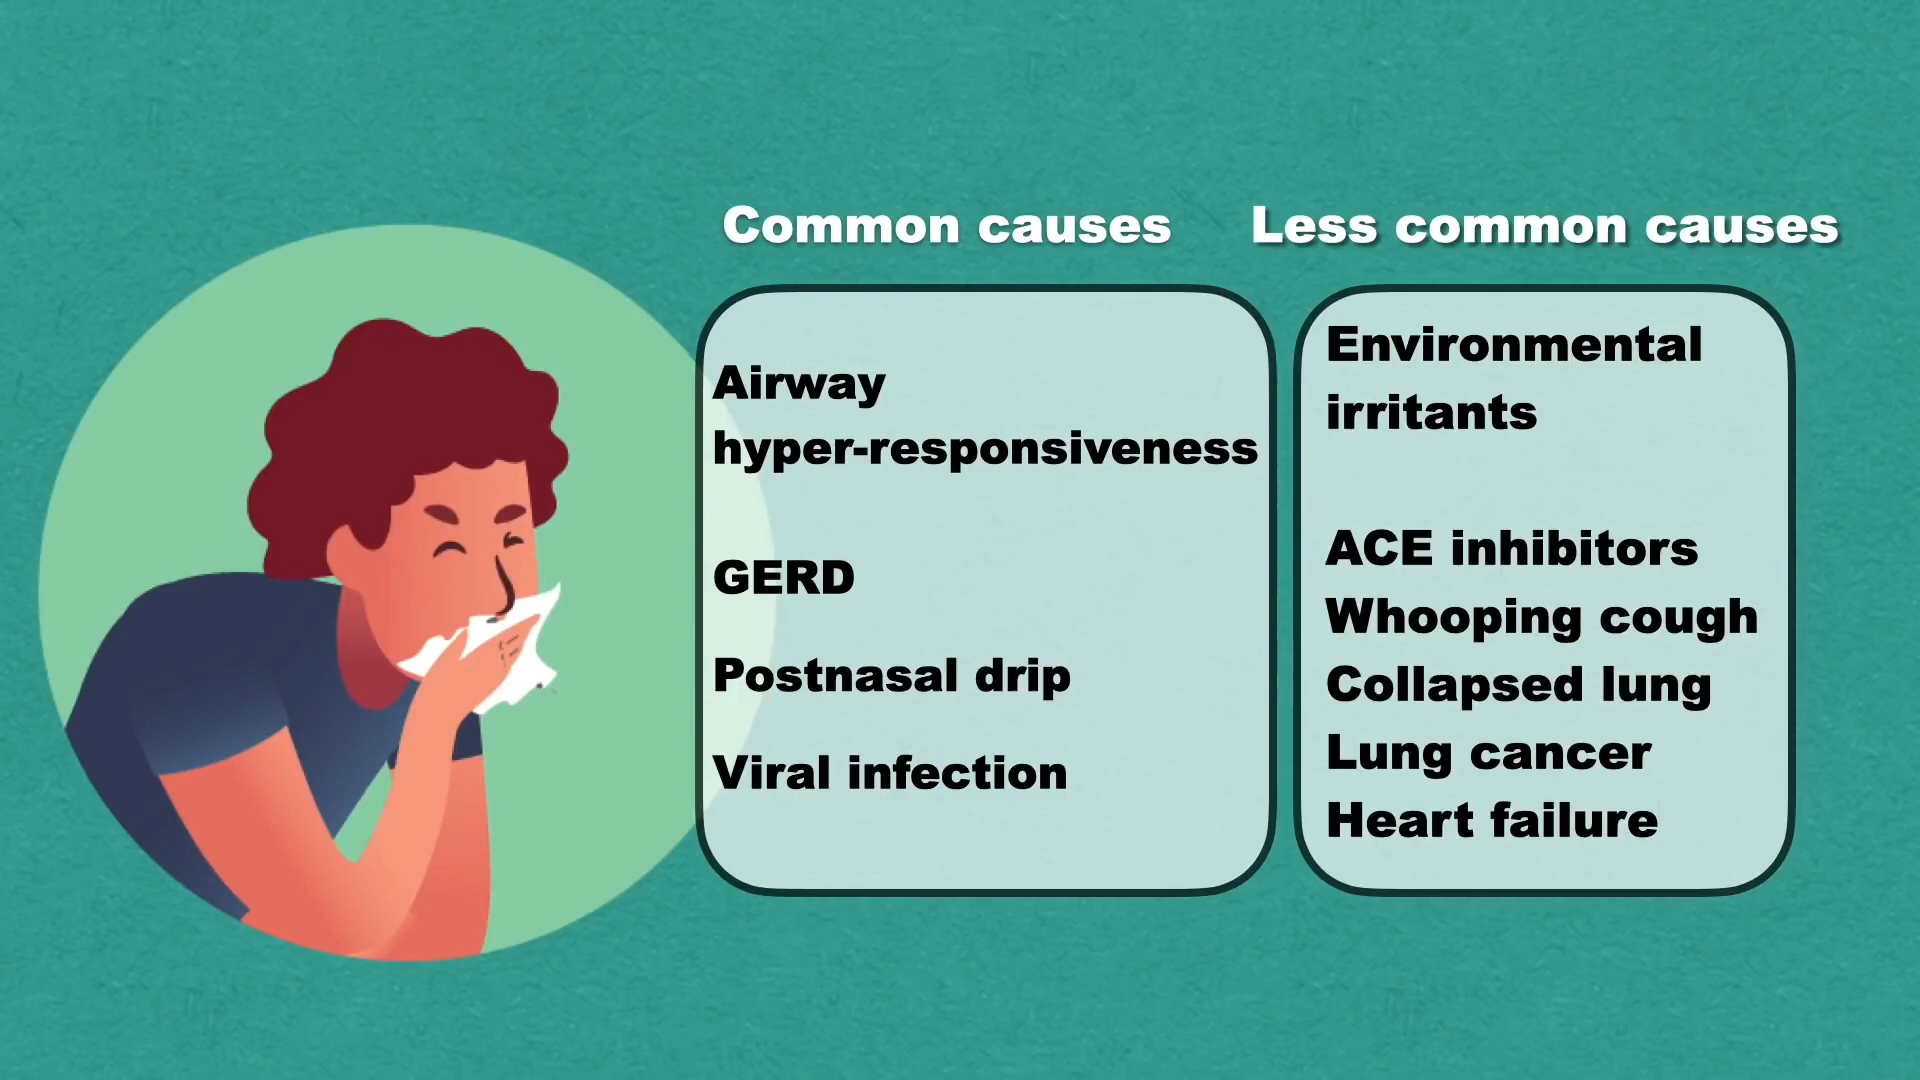 Common causes
Airway
hyper-responsiveness
GERD
Postnasal drip
Viral infection
Less common causes
Environmental
irritants
ACE inhibitors
Whooping cough
Collapsed lung
Lung cancer
Heart failure